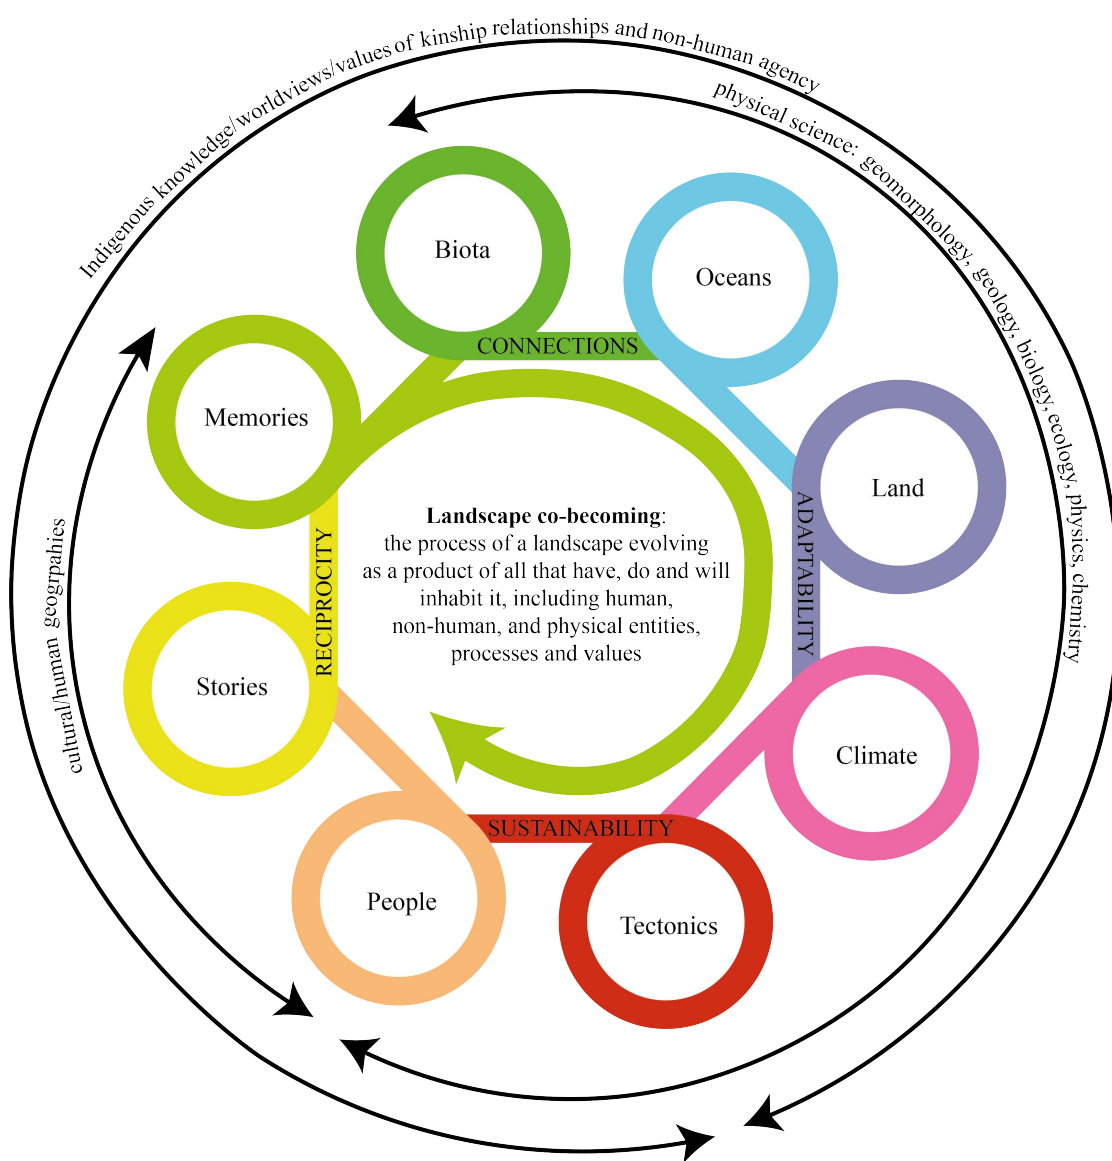 Indigenous knowledge/worldviews/values of kinship relationships and non-human agency
physical science: geomorphology, geology, biology, ecology, physics, chemistry
cultural/human geogrpahies
Biota
Oceans
CONNECTIONS
Memories
Land
ADAPTABILITY
RECIPROCITY
Landscape co-becoming:
the process of a landscape evolving
as a product of all that have, do and will
inhabit it, including human,
non-human, and physical entities,
processes and values
Stories
Climate
SUSTAINABILITY
People
Tectonics